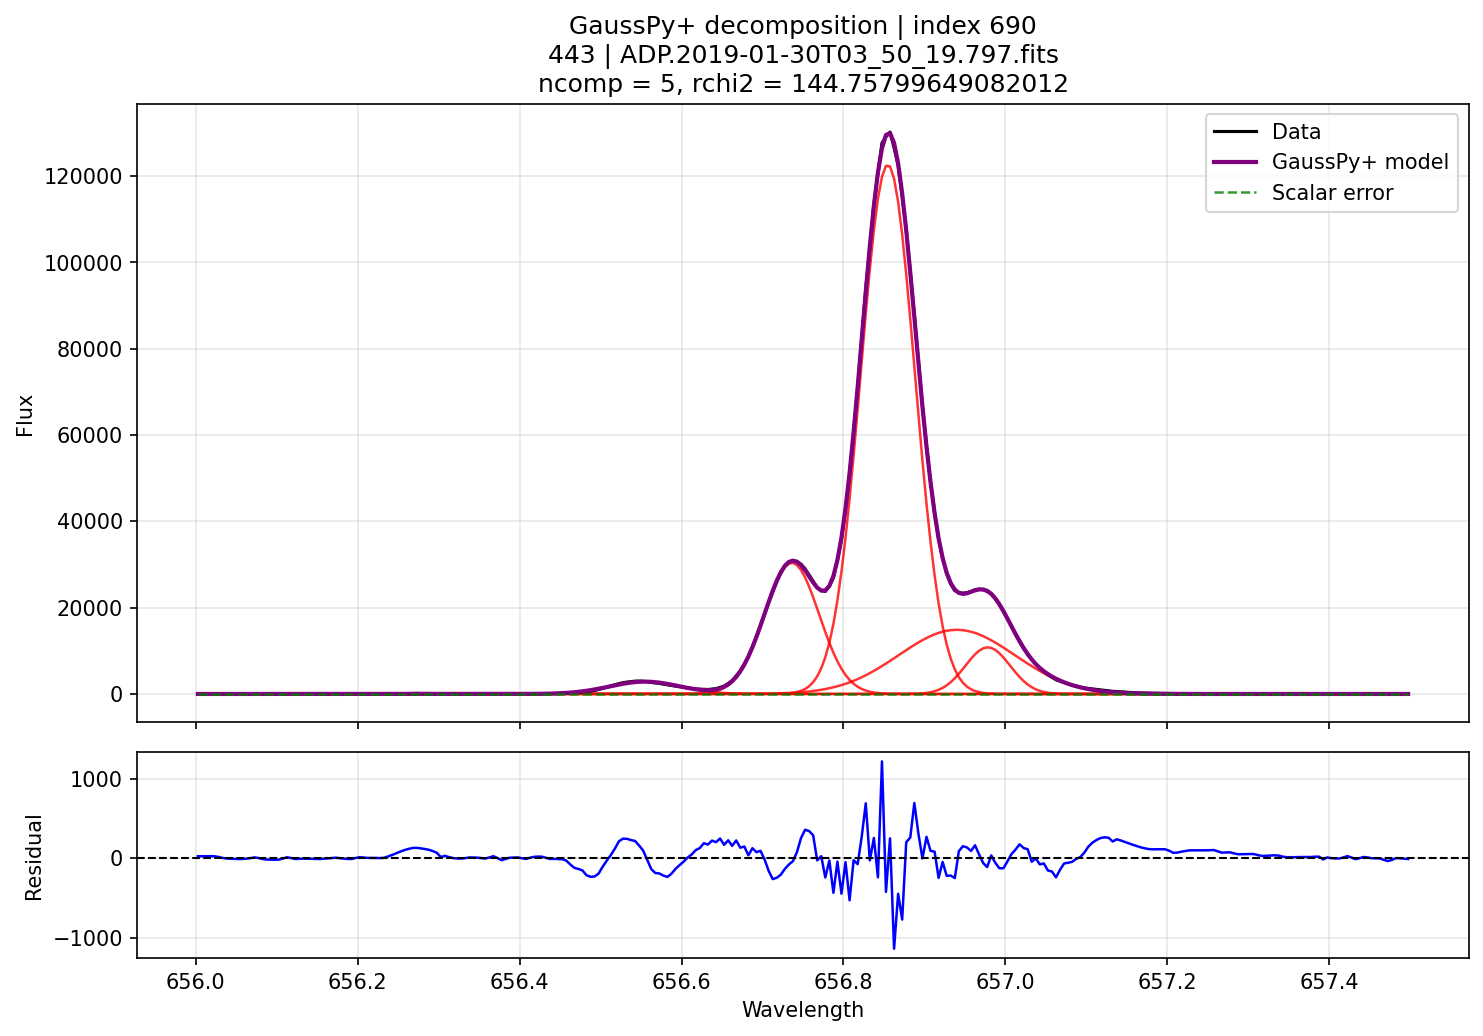 GaussPy+ decomposition | index 690
443 | ADP.2019-01-30T03_50_19.797.fits
ncomp = 5, rchi2 = 144.75799649082012
Data
GaussPy+ model
Scalar error
Flux
120000
100000
80000
60000
40000
20000
0
Residual
1000
0
−1000
656.0 656.2 656.4 656.6 656.8 657.0 657.2 657.4
Wavelength